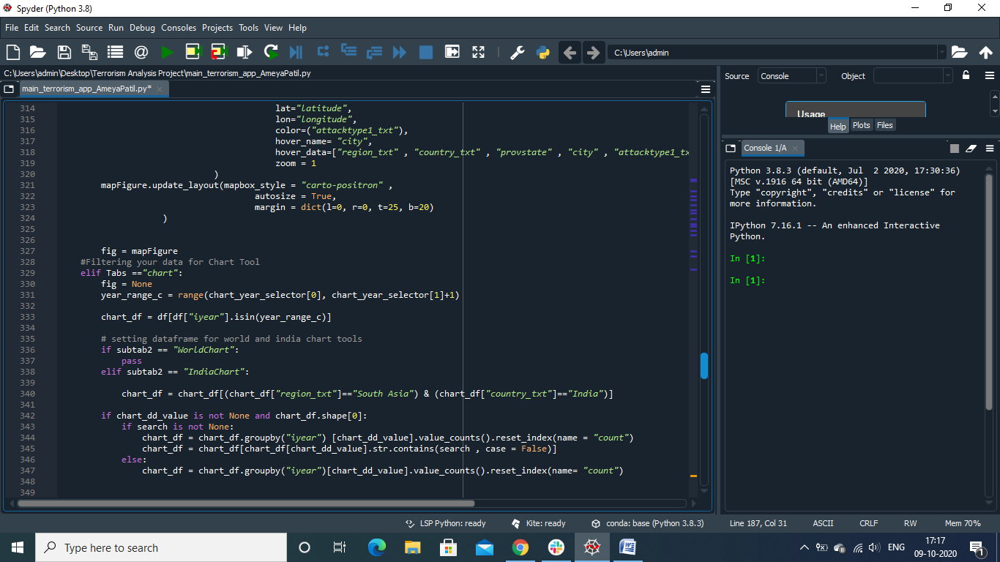 Spyder (Python 3.8)
File Edit Search Source Run Debug Consoles Projects Tools View Help
C:\Users\admin
C:\Users\admin\Desktop\Terrorism Analysis Project\main_terrorism_app_AmeyaPatil.py
main_terrorism_app_AmeyaPatil.py*
314 lat="latitude",
315 lon="longitude",
316 color=("attacktype1_txt"),
317 hover_name= "city",
318 hover_data=["region_txt" , "country_txt" , "provstate" , "city" , "attacktype1_tx
319 zoom = 1
320 )
321 mapFigure.update_layout(mapbox_style = "carto-positron" ,
322 autosize = True,
323 margin = dict(l=0, r=0, t=25, b=20)
324 )
325
326
327 fig = mapFigure
328 #Filtering your data for Chart Tool
329 elif Tabs =="chart":
330 fig = None
331 year_range_c = range(chart_year_selector[0], chart_year_selector[1]+1)
332
333 chart_df = df[df["iyear"].isin(year_range_c)]
334
335 # setting dataframe for world and india chart tools
336 if subtab2 == "WorldChart":
337 pass
338 elif subtab2 == "IndiaChart":
339
340 chart_df = chart_df[(chart_df["region_txt"]=="South Asia") & (chart_df["country_txt"]=="India")]
341
342 if chart_dd_value is not None and chart_df.shape[0]:
343 if search is not None:
344 chart_df = chart_df.groupby("iyear") [chart_dd_value].value_counts().reset_index(name = "count")
345 chart_df = chart_df[chart_df[chart_dd_value].str.contains(search , case = False)]
346 else:
347 chart_df = chart_df.groupby("iyear")[chart_dd_value].value_counts().reset_index(name= "count")
348
349
Source Console Object
Usage
Help Plots Files
Console 1/A
Python 3.8.3 (default, Jul  2 2020, 17:30:36)
[MSC v.1916 64 bit (AMD64)]
Type "copyright", "credits" or "license" for
more information.
IPython 7.16.1 -- An enhanced Interactive
Python.
In [1]:
In [1]:
LSP Python: ready Kite: ready conda: base (Python 3.8.3) Line 187, Col 31 ASCII CRLF RW Mem 70%
Type here to search
ENG
17:17
09-10-2020
1